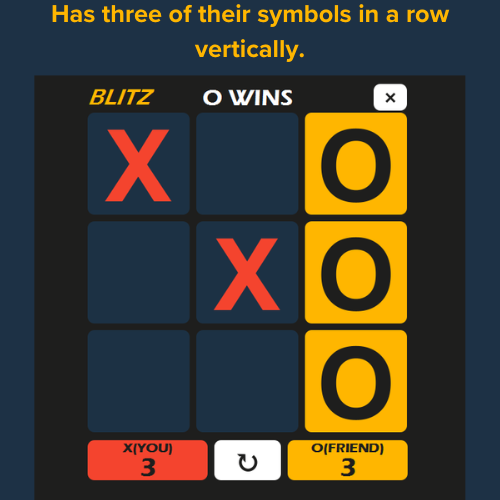 Has three of their symbols in a row
vertically.
BLITZ O WINS ×
X O
X O
O
X(YOU) O(FRIEND)
3 ↻ 3